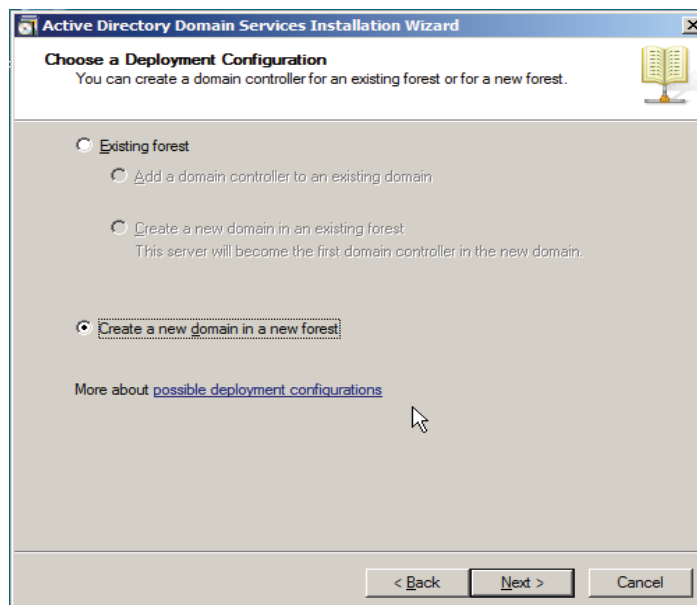 Active Directory Domain Services Installation Wizard
Choose a Deployment Configuration
You can create a domain controller for an existing forest or for a new forest.
Existing forest
Add a domain controller to an existing domain
Create a new domain in an existing forest
This server will become the first domain controller in the new domain.
Create a new domain in a new forest
More about possible deployment configurations
< Back Next > Cancel